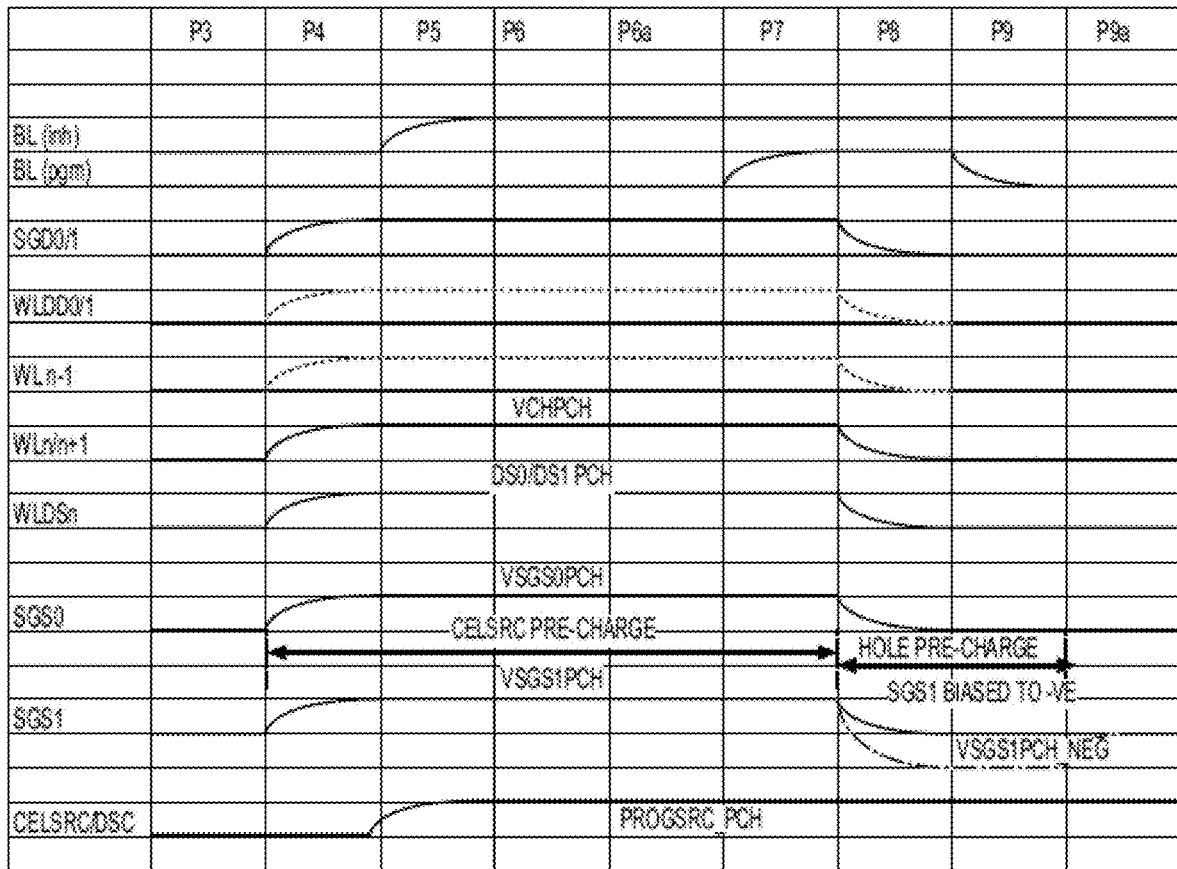 P3 P4 P5 P6 P6a P7 P8 P9 P9a
BL (inh)
BL (pgm)
SGD0/1
WLDD0/1
WLn-1
VCHPCH
WLn/n+1
DS0/DS1 PCH
WLDSn
VSGS0PCH
SGS0
CELSRC PRE-CHARGE
HOLE PRE-CHARGE
VSGS1PCH
SGS1 BIASED TO -VE
SGS1
VSGS1PCH_NEG
CELSRC/DSC
PROGSRC_PCH